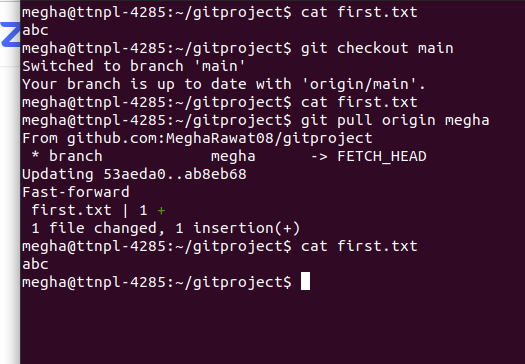 megha@ttnpl-4285:~/gitproject$ cat first.txt
abc
megha@ttnpl-4285:~/gitproject$ git checkout main
Switched to branch 'main'
Your branch is up to date with 'origin/main'.
megha@ttnpl-4285:~/gitproject$ cat first.txt
megha@ttnpl-4285:~/gitproject$ git pull origin megha
From github.com:MeghaRawat08/gitproject
 * branch            megha      -> FETCH_HEAD
Updating 53aeda0..ab8eb68
Fast-forward
 first.txt | 1 +
 1 file changed, 1 insertion(+)
megha@ttnpl-4285:~/gitproject$ cat first.txt
abc
megha@ttnpl-4285:~/gitproject$